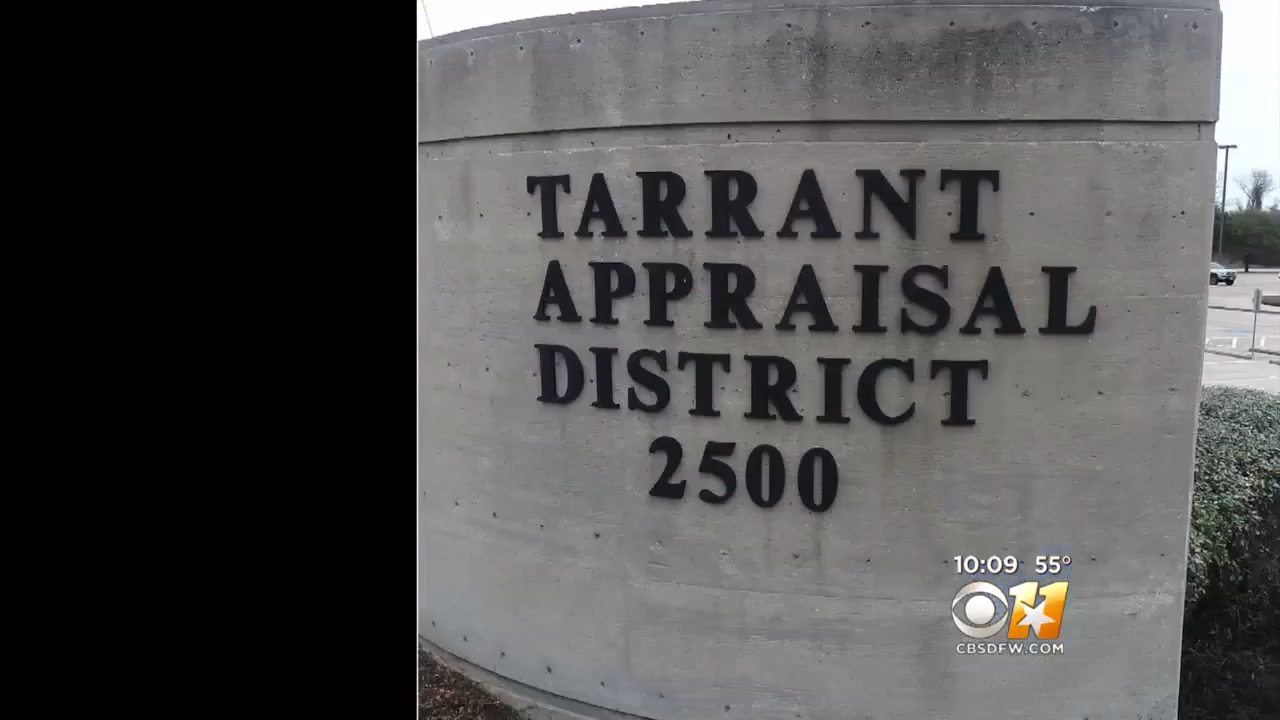 TARRANT
APPRAISAL
DISTRICT
2500
10:09 55°
11
CBSDFW.COM